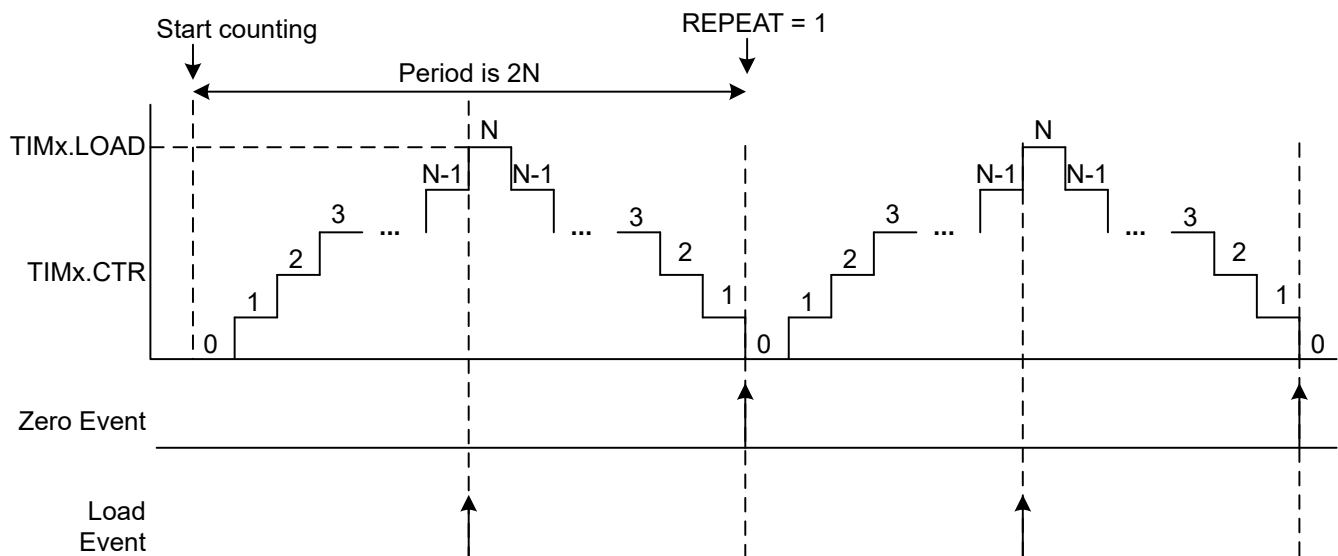 Start counting
REPEAT = 1
Period is 2N
TIMx.LOAD
N
N
N-1
N-1
N-1
N-1
3
...
...
3
3
...
...
3
TIMx.CTR
2
2
2
2
1
1
1
1
0
0
0
Zero Event
Load
Event